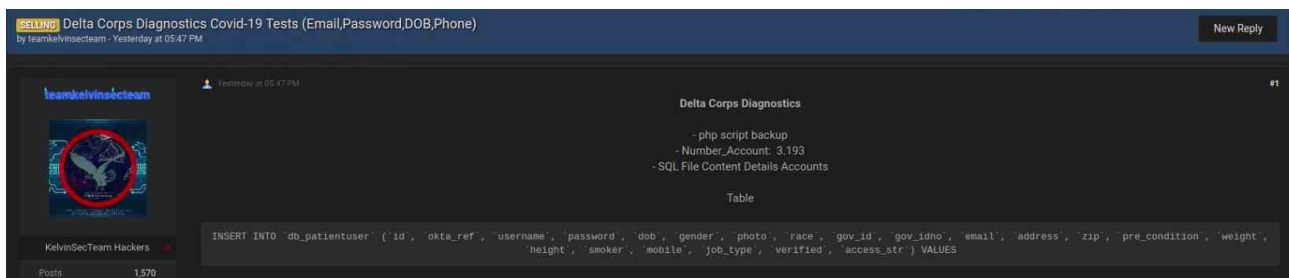 SELLING Delta Corps Diagnostics Covid-19 Tests (Email,Password,DOB,Phone)
by teamkelvinsecteam - Yesterday at 05:47 PM
New Reply
teamkelvinsecteam
KelvinSecTeam Hackers
Posts 1,570
Yesterday at 05:47 PM
#1
Delta Corps Diagnostics
- php script backup
- Number_Account: 3.193
- SQL File Content Details Accounts
Table
INSERT INTO `db_patientuser` (`id`, `okta_ref`, `username`, `password`, `dob`, `gender`, `photo`, `race`, `gov_id`, `gov_idno`, `email`, `address`, `zip`, `pre_condition`, `weight`,
`height`, `smoker`, `mobile`, `job_type`, `verified`, `access_str`) VALUES